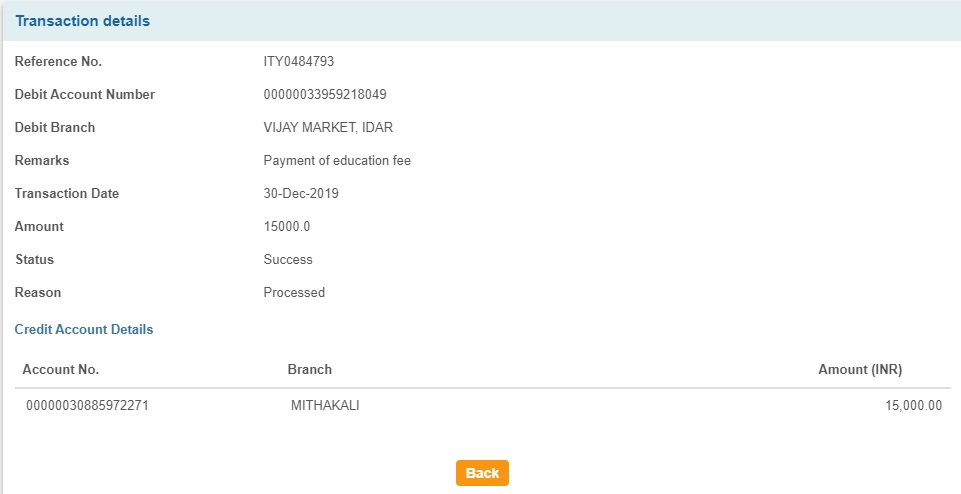 Transaction details
Reference No. ITY0484793
Debit Account Number 00000033959218049
Debit Branch VIJAY MARKET, IDAR
Remarks Payment of education fee
Transaction Date 30-Dec-2019
Amount 15000.0
Status Success
Reason Processed
Credit Account Details
Account No. Branch Amount (INR)
00000030885972271 MITHAKALI 15,000.00
Back